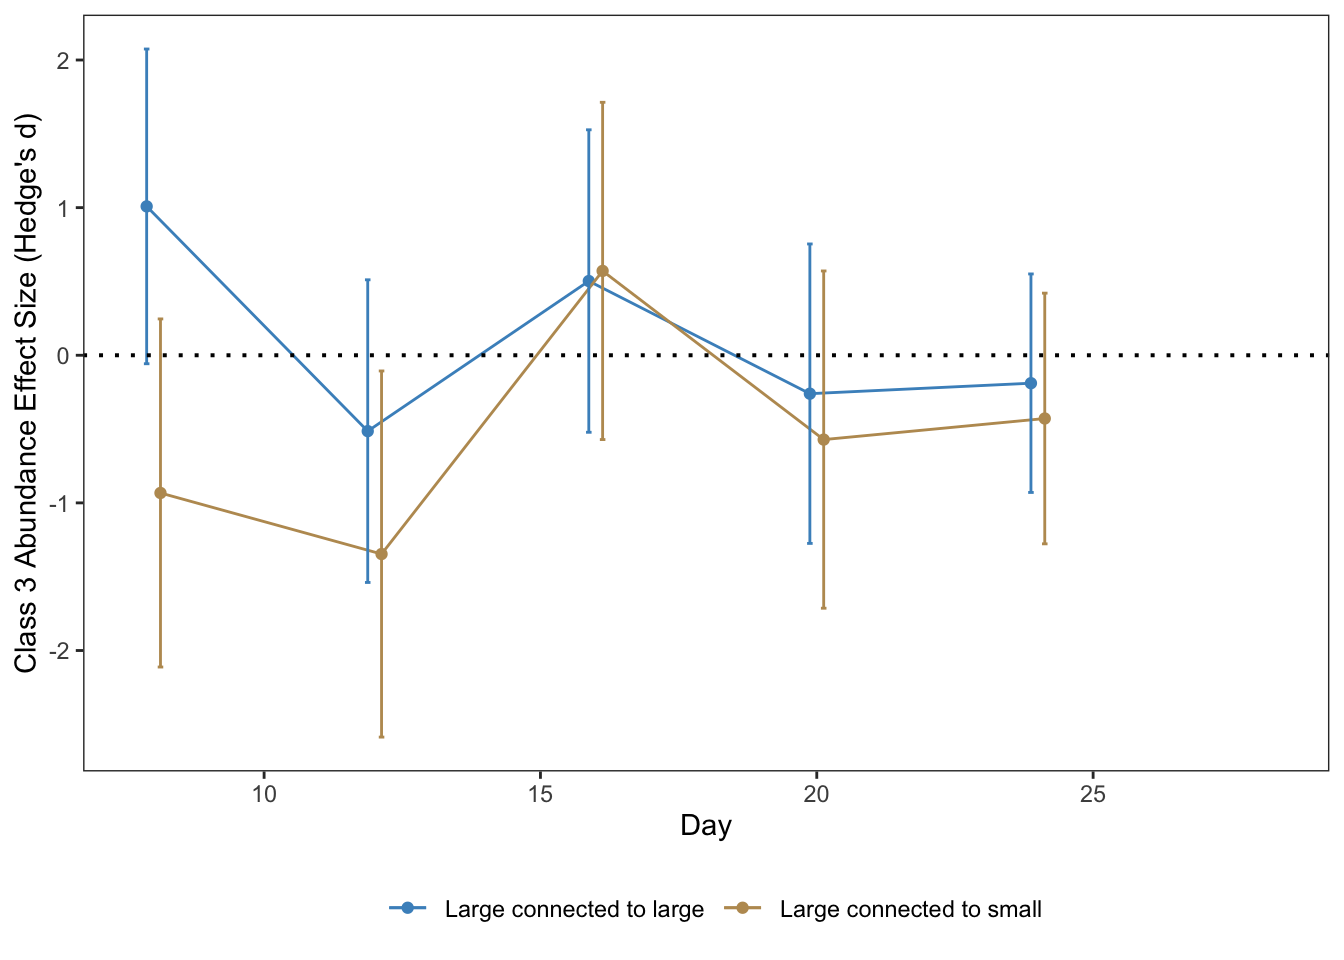 Class 3 Abundance Effect Size (Hedge's d)
2
1
0
-1
-2
10 15 20 25
Day
Large connected to large Large connected to small